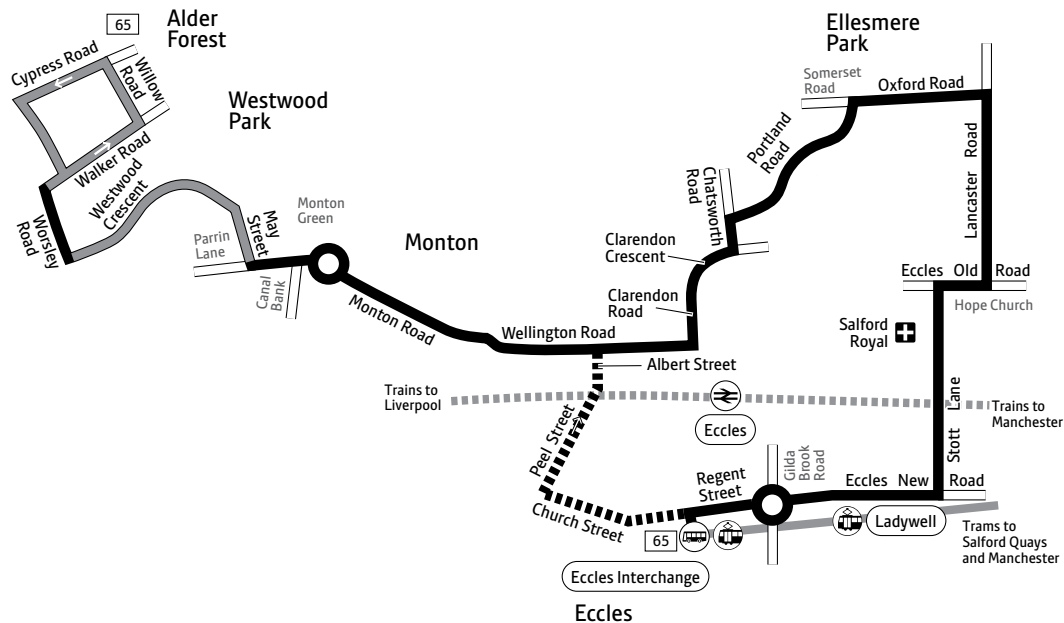 65
Alder
Forest
Cypress Road
Willow
Road
Walker Road
Westwood
Park
Westwood
Crescent
Worsley
Road
May
Street
Parrin
Lane
Canal
Bank
Monton
Green
Monton
Monton Road
Wellington Road
Clarendon
Crescent
Clarendon
Road
Chatsworth
Road
Portland
Road
Ellesmere
Park
Somerset
Road
Oxford Road
Lancaster Road
Eccles Old Road
Hope Church
Salford
Royal
Albert Street
Trains to
Liverpool
Eccles
Trains to
Manchester
Stott Lane
Peel Street
Church Street
Regent
Street
Gilda
Brook
Road
Eccles New Road
Ladywell
Trams to
Salford Quays
and Manchester
65
Eccles Interchange
Eccles